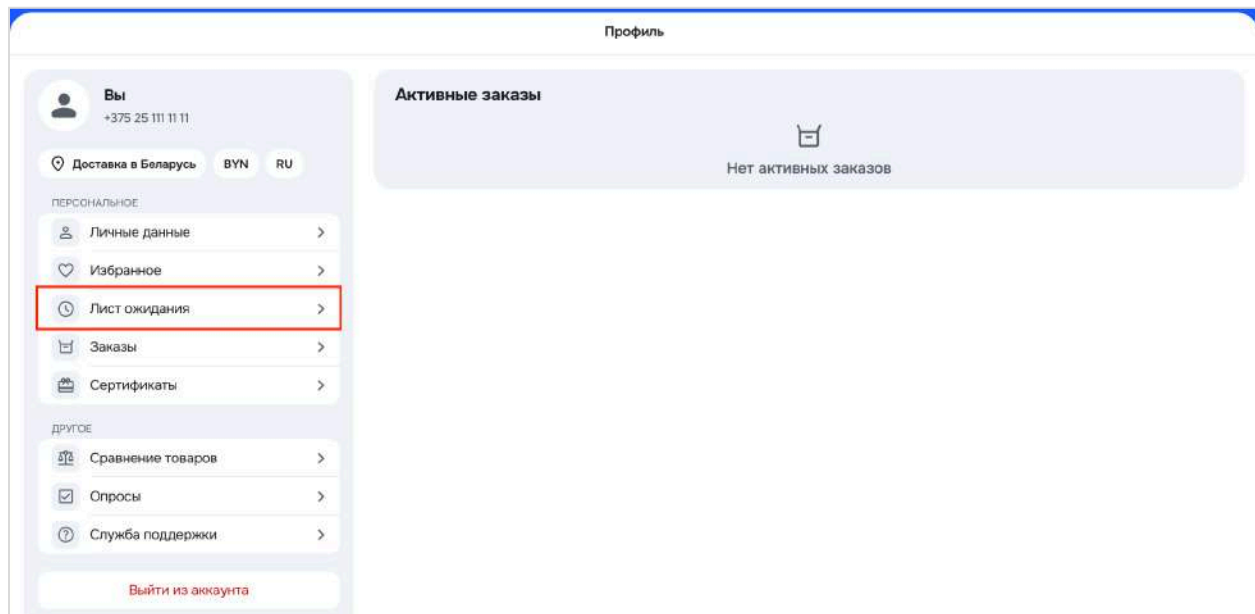 Профиль
Вы
+375 25 111 11 11
Доставка в Беларусь BYN RU
ПЕРСОНАЛЬНОЕ
Личные данные
Избранное
Лист ожидания
Заказы
Сертификаты
ДРУГОЕ
Сравнение товаров
Опросы
Служба поддержки
Выйти из аккаунта
Активные заказы
Нет активных заказов